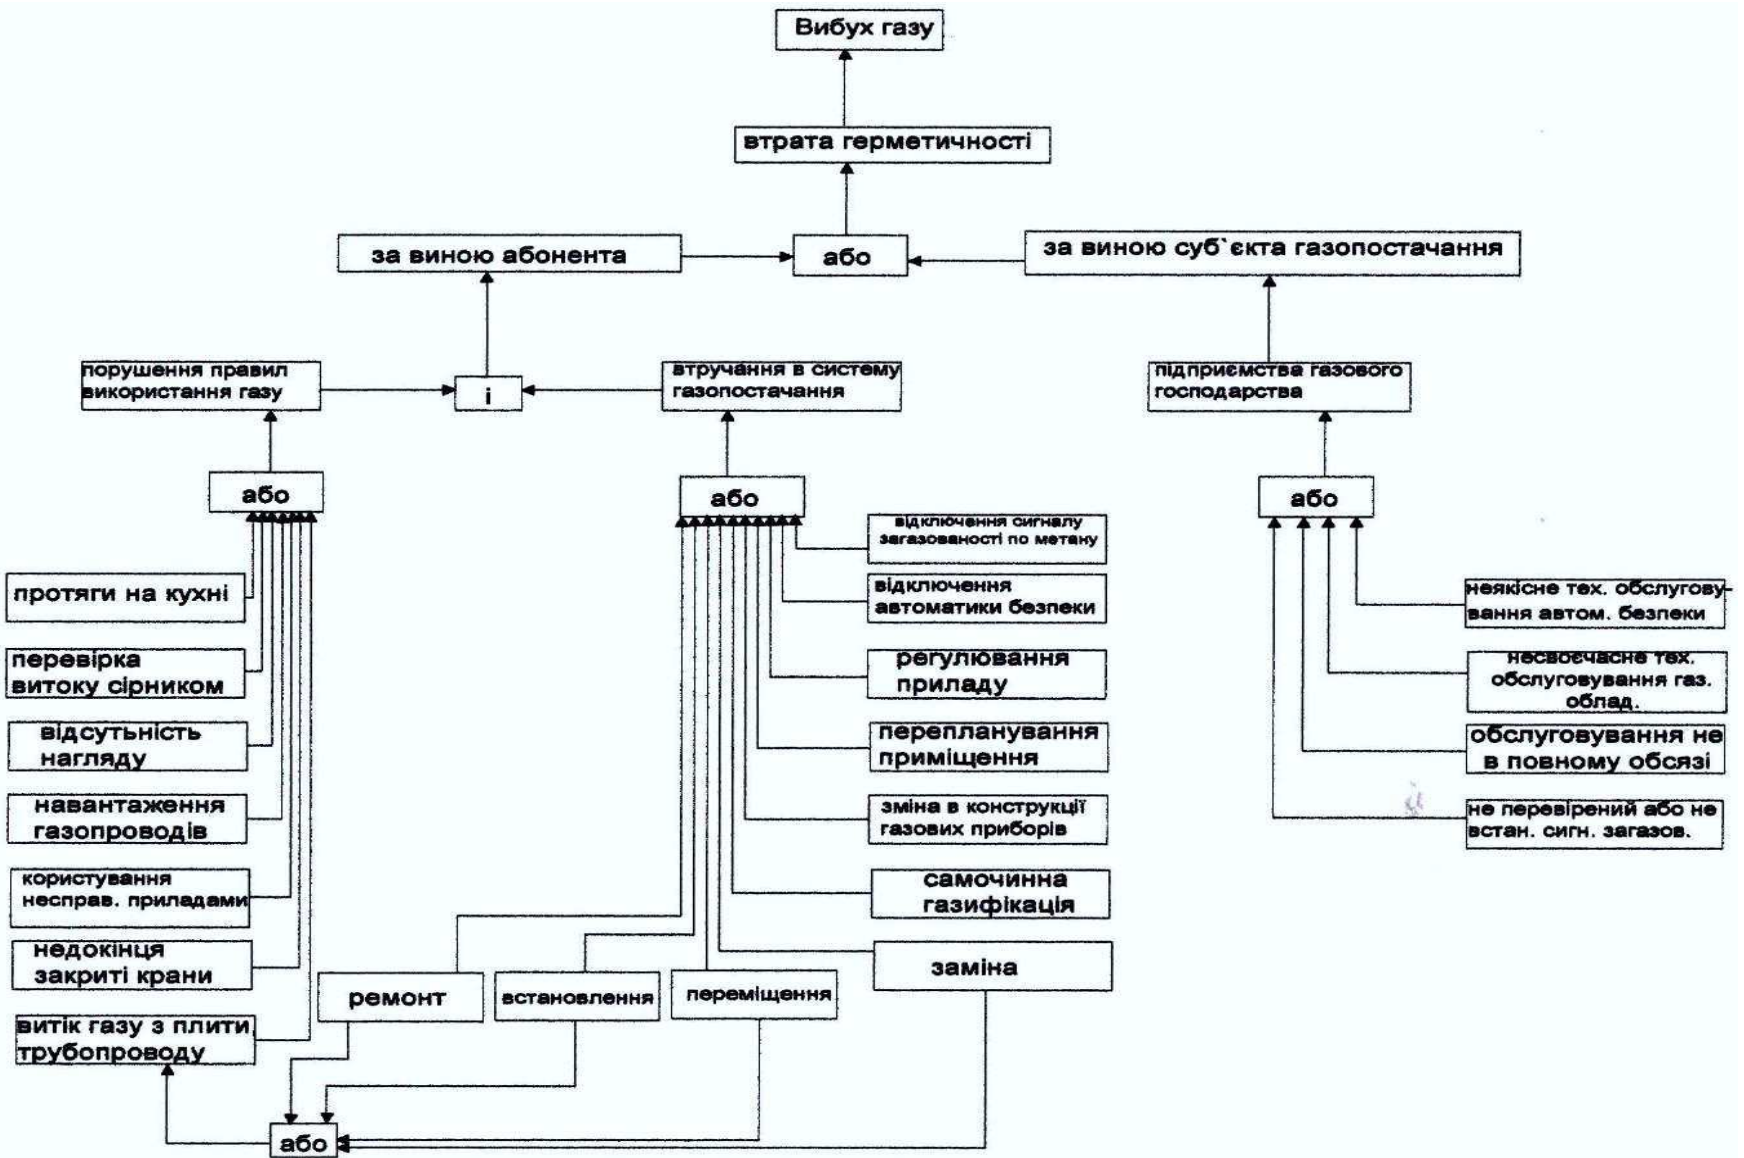 Вибух газу
втрата герметичності
за виною абонента
або
за виною суб`єкта газопостачання
порушення правил
використання газу
і
втручання в систему
газопостачання
підприємства газового
господарства
або
або
або
відключення сигналу
загазованості по метану
протяги на кухні
відключення
автоматики безпеки
неякісне тех. обслугову-
вання автом. безпеки
перевірка
витоку сірником
регулювання
приладу
несвоєчасне тех.
обслуговування газ.
облад.
відсутьність
нагляду
перепланування
приміщення
обслуговування не
в повному обсязі
навантаження
газопроводів
зміна в конструкції
газових приборів
не перевірений або не
встан. сигн. загазов.
користування
несправ. приладами
самочинна
газифікація
недокінця
закриті крани
заміна
ремонт
встановлення
переміщення
витік газу з плити,
трубопроводу
або